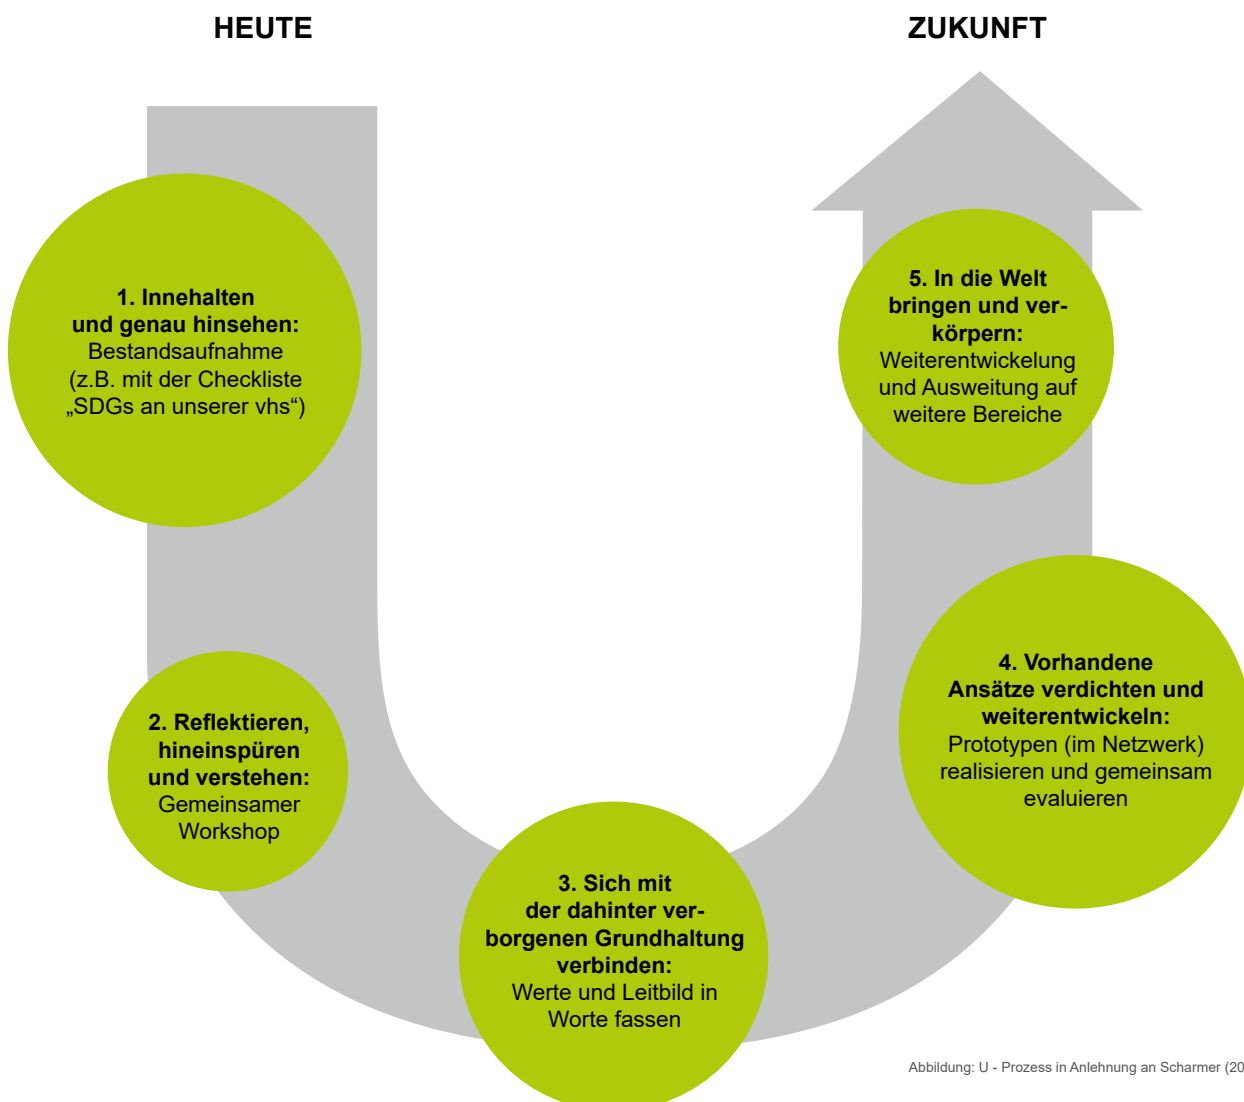 HEUTE
ZUKUNFT
1. Innehalten
und genau hinsehen:
Bestandsaufnahme
(z.B. mit der Checkliste
„SDGs an unserer vhs“)
2. Reflektieren,
hineinspüren
und verstehen:
Gemeinsamer
Workshop
3. Sich mit
der dahinter ver-
borgenen Grundhaltung
verbinden:
Werte und Leitbild in
Worte fassen
4. Vorhandene
Ansätze verdichten und
weiterentwickeln:
Prototypen (im Netzwerk)
realisieren und gemeinsam
evaluieren
5. In die Welt
bringen und ver-
körpern:
Weiterentwickelung
und Ausweitung auf
weitere Bereiche
Abbildung: U - Prozess in Anlehnung an Scharmer (20